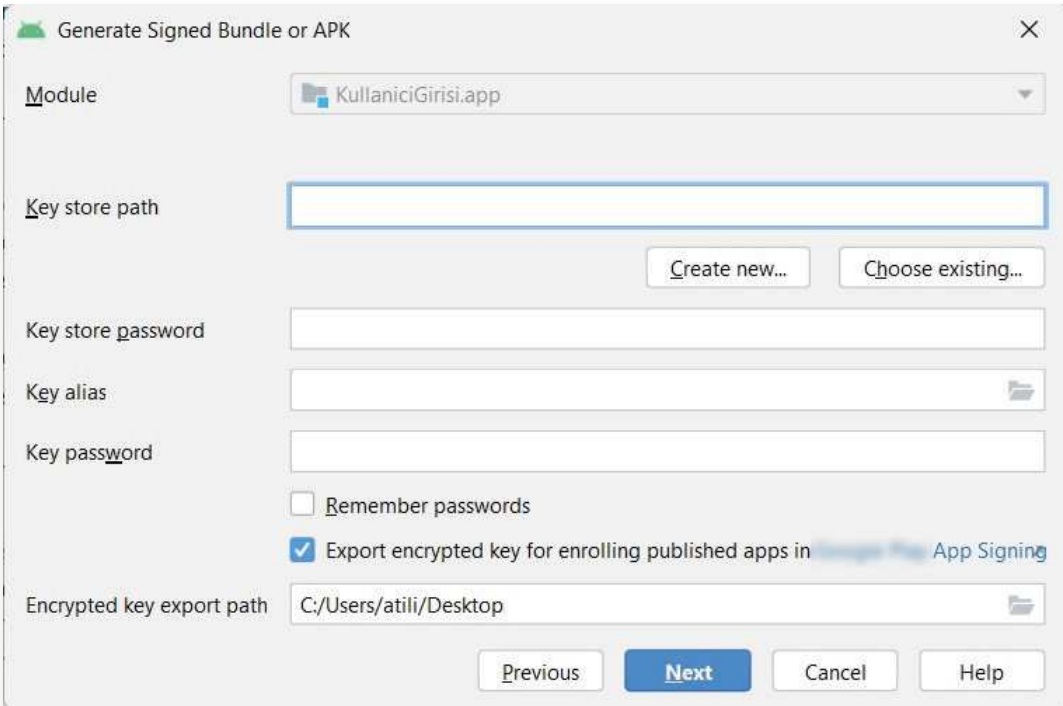 Generate Signed Bundle or APK
Module
KullaniciGirisi.app
Key store path
Create new...
Choose existing...
Key store password
Key alias
Key password
Remember passwords
Export encrypted key for enrolling published apps in App Signing
Encrypted key export path
C:/Users/atili/Desktop
Previous
Next
Cancel
Help